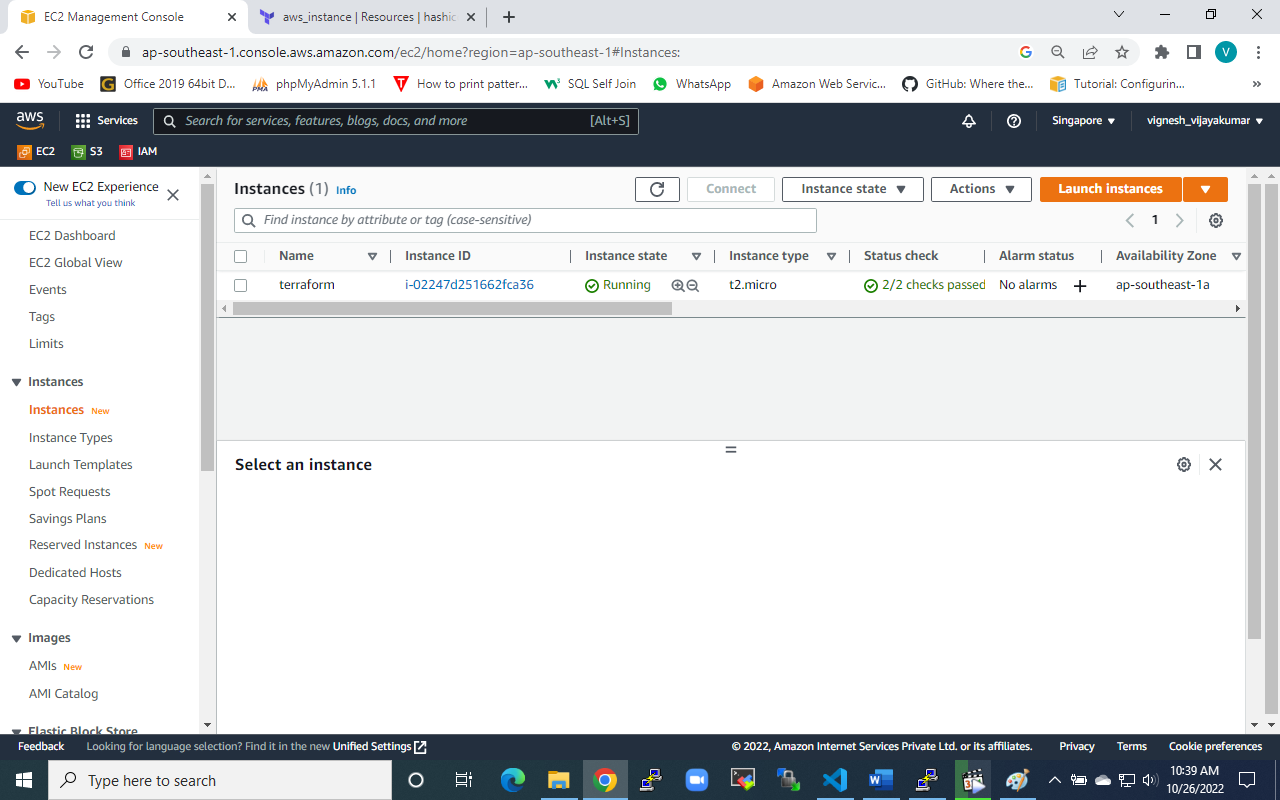 EC2 Management Console
aws_instance | Resources | hashic
ap-southeast-1.console.aws.amazon.com/ec2/home?region=ap-southeast-1#Instances:
V
YouTube
Office 2019 64bit D...
phpMyAdmin 5.1.1
How to print patter...
SQL Self Join
WhatsApp
Amazon Web Servic...
GitHub: Where the...
Tutorial: Configurin...
»
aws
Services
Search for services, features, blogs, docs, and more
[Alt+S]
Singapore
vignesh_vijayakumar
EC2
S3
IAM
New EC2 Experience
Tell us what you think
EC2 Dashboard
EC2 Global View
Events
Tags
Limits
Instances
Instances New
Instance Types
Launch Templates
Spot Requests
Savings Plans
Reserved Instances New
Dedicated Hosts
Capacity Reservations
Images
AMIs New
AMI Catalog
Elastic Block Store
Instances (1) Info
Connect
Instance state
Actions
Launch instances
Find instance by attribute or tag (case-sensitive)
1
Name Instance ID Instance state Instance type Status check Alarm status Availability Zone
terraform i-02247d251662fca36 Running t2.micro 2/2 checks passed No alarms + ap-southeast-1a
Select an instance
Feedback
Looking for language selection? Find it in the new Unified Settings
© 2022, Amazon Internet Services Private Ltd. or its affiliates.
Privacy
Terms
Cookie preferences
Type here to search
10:39 AM
10/26/2022